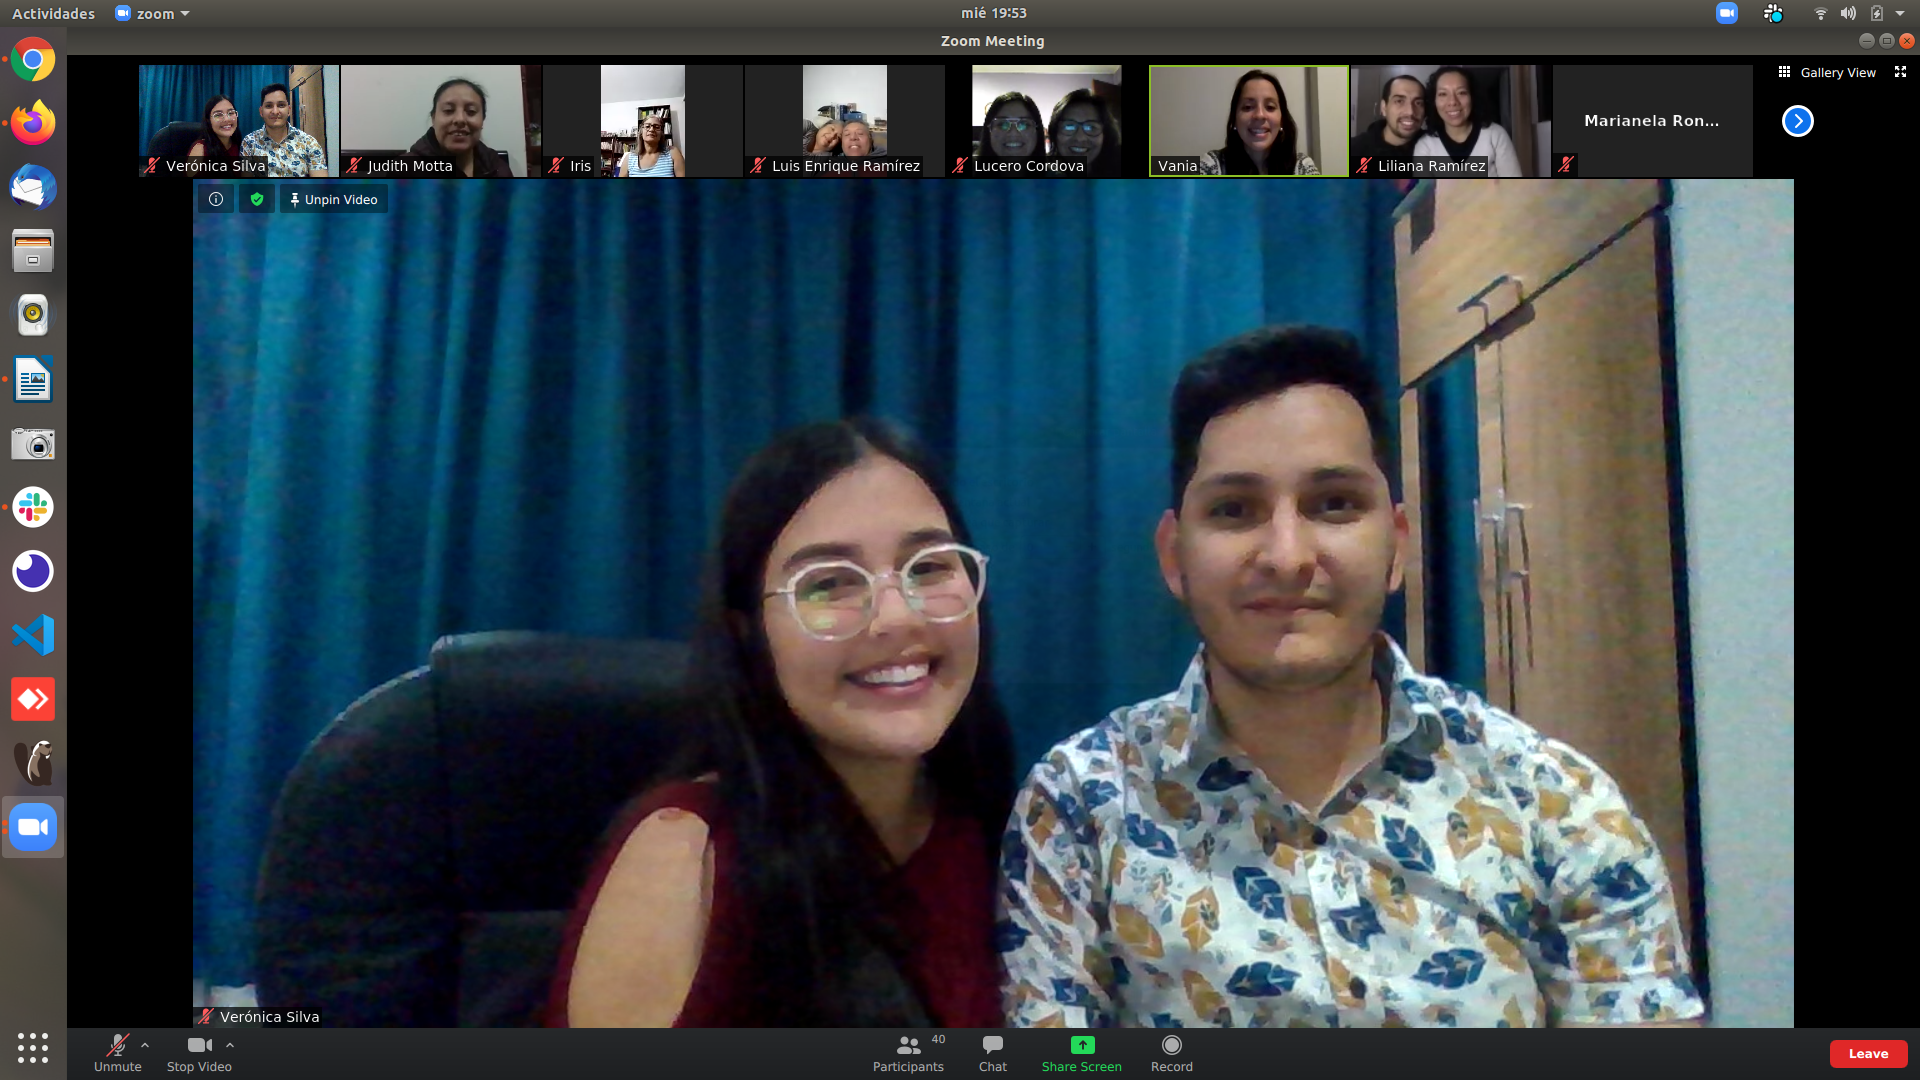 Actividades
zoom
mié 19:53
Zoom Meeting
Verónica Silva
Judith Motta
Iris
Luis Enrique Ramírez
Lucero Cordova
Vania
Liliana Ramírez
Marianela Ron...
Gallery View
Unpin Video
Verónica Silva
Unmute
Stop Video
Participants
40
Chat
Share Screen
Record
Leave